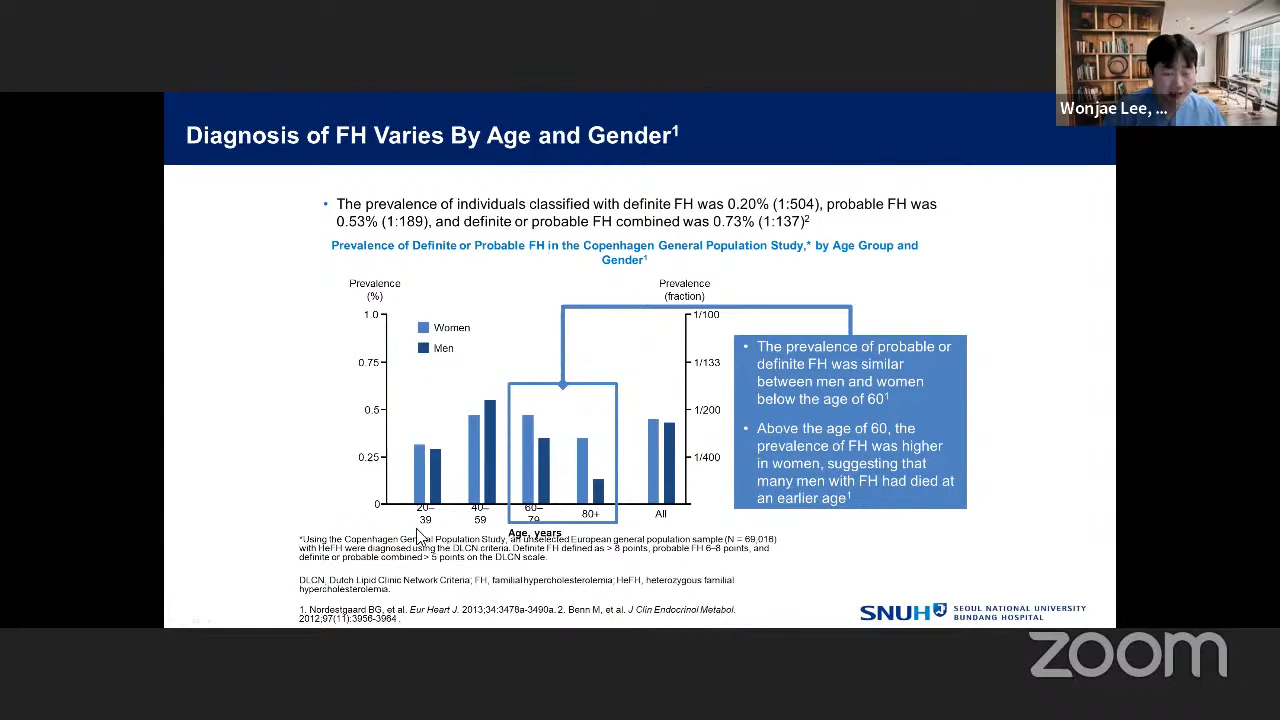 Wonjae Lee, ...
Diagnosis of FH Varies By Age and Gender¹
• The prevalence of individuals classified with definite FH was 0.20% (1:504), probable FH was
0.53% (1:189), and definite or probable FH combined was 0.73% (1:137)²
Prevalence of Definite or Probable FH in the Copenhagen General Population Study,* by Age Group and
Gender¹
Prevalence
(%)
Prevalence
(fraction)
1.0
0.75
0.5
0.25
0
Women
Men
1/100
1/133
1/200
1/400
20–
39
40–
59
60–
79
80+
All
Age, years
• The prevalence of probable or
definite FH was similar
between men and women
below the age of 60¹
• Above the age of 60, the
prevalence of FH was higher
in women, suggesting that
many men with FH had died at
an earlier age¹
*Using the Copenhagen General Population Study, an unselected European general population sample (N = 69,016)
with HeFH were diagnosed using the DLCN criteria. Definite FH defined as > 8 points, probable FH 6–8 points, and
definite or probable combined > 5 points on the DLCN scale.
DLCN, Dutch Lipid Clinic Network Criteria; FH, familial hypercholesterolemia; HeFH, heterozygous familial
hypercholesterolemia.
1. Nordestgaard BG, et al. Eur Heart J. 2013;34:3478a-3490a. 2. Benn M, et al. J Clin Endocrinol Metabol.
2012;97(11):3956-3964.
SNUH
SEOUL NATIONAL UNIVERSITY
BUNDANG HOSPITAL
zoom